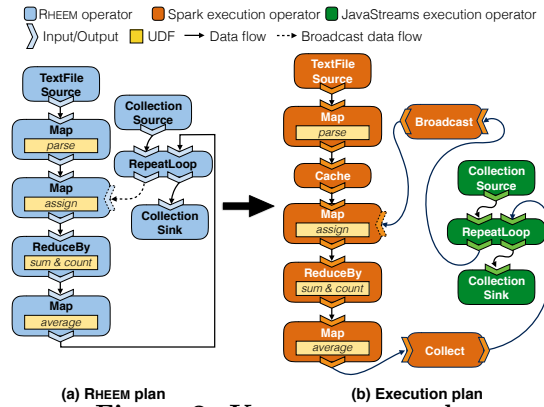 RHEEM operator
Spark execution operator
JavaStreams execution operator
Input/Output
UDF
Data flow
Broadcast data flow
TextFile
Source
Map
parse
Map
assign
ReduceBy
sum & count
Map
average
Collection
Source
RepeatLoop
Collection
Sink
TextFile
Source
Map
parse
Cache
Map
assign
ReduceBy
sum & count
Map
average
Broadcast
Collection
Source
RepeatLoop
Collection
Sink
Collect
(a) RHEEM plan
(b) Execution plan